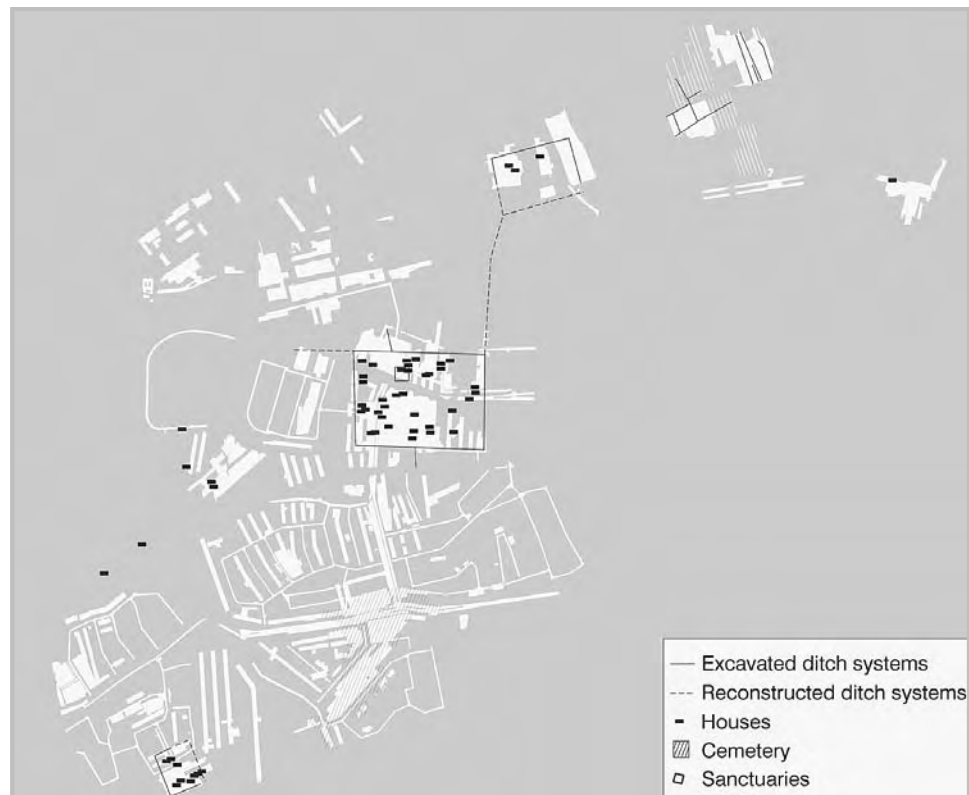 Excavated ditch systems
Reconstructed ditch systems
Houses
Cemetery
Sanctuaries